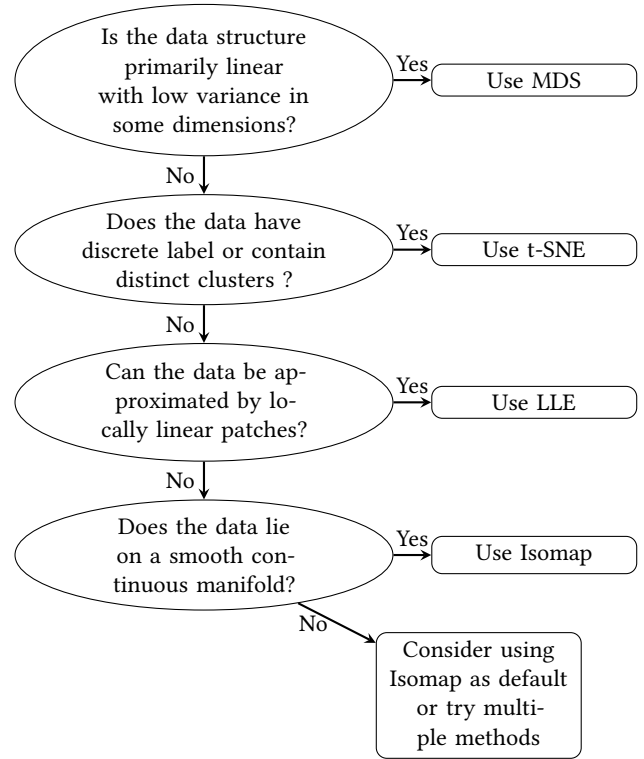 Is the data structure
primarily linear
with low variance in
some dimensions?
Yes
Use MDS
No
Does the data have
discrete label or contain
distinct clusters ?
Yes
Use t-SNE
No
Can the data be ap-
proximated by lo-
cally linear patches?
Yes
Use LLE
No
Does the data lie
on a smooth con-
tinuous manifold?
Yes
Use Isomap
No
Consider using
Isomap as default
or try multi-
ple methods